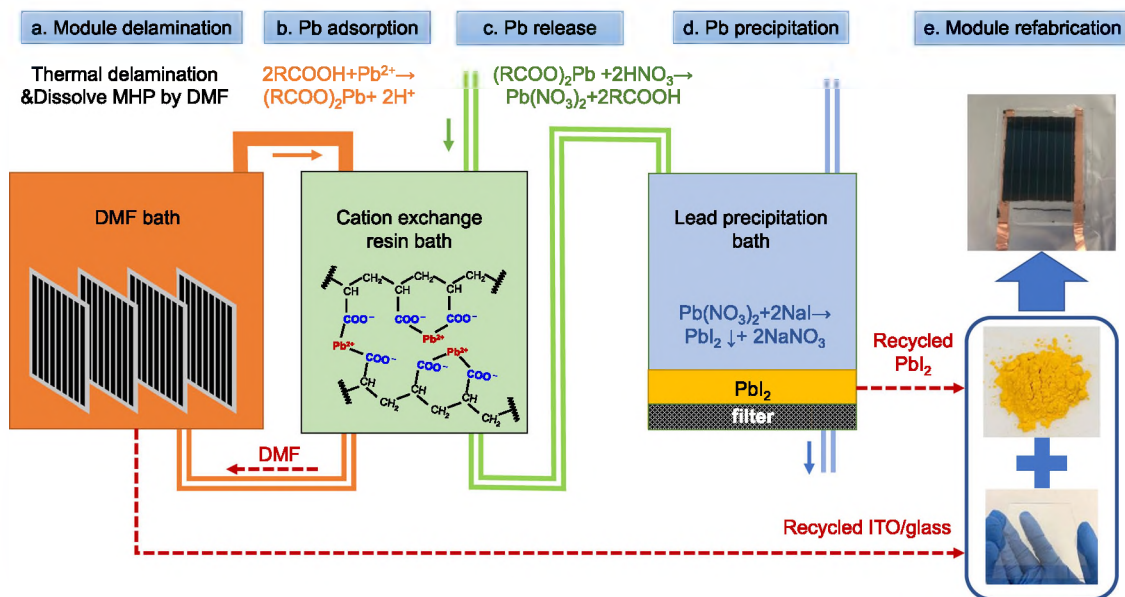 a. Module delamination
b. Pb adsorption
c. Pb release
d. Pb precipitation
e. Module refabrication
Thermal delamination
&Dissolve MHP by DMF
2RCOOH+Pb²⁺→
(RCOO)₂Pb+ 2H⁺
(RCOO)₂Pb +2HNO₃→
Pb(NO₃)₂+2RCOOH
DMF bath
Cation exchange
resin bath
CH₂ CH₂ CH₂
CH CH CH
COO⁻ COO⁻ COO⁻
Pb²⁺ Pb²⁺ Pb²⁺
COO⁻ COO⁻ COO⁻
CH CH CH
CH₂ CH₂ CH₂
Lead precipitation
bath
Pb(NO₃)₂+2NaI→
PbI₂ ↓+ 2NaNO₃
PbI₂
filter
Recycled
PbI₂
DMF
Recycled ITO/glass